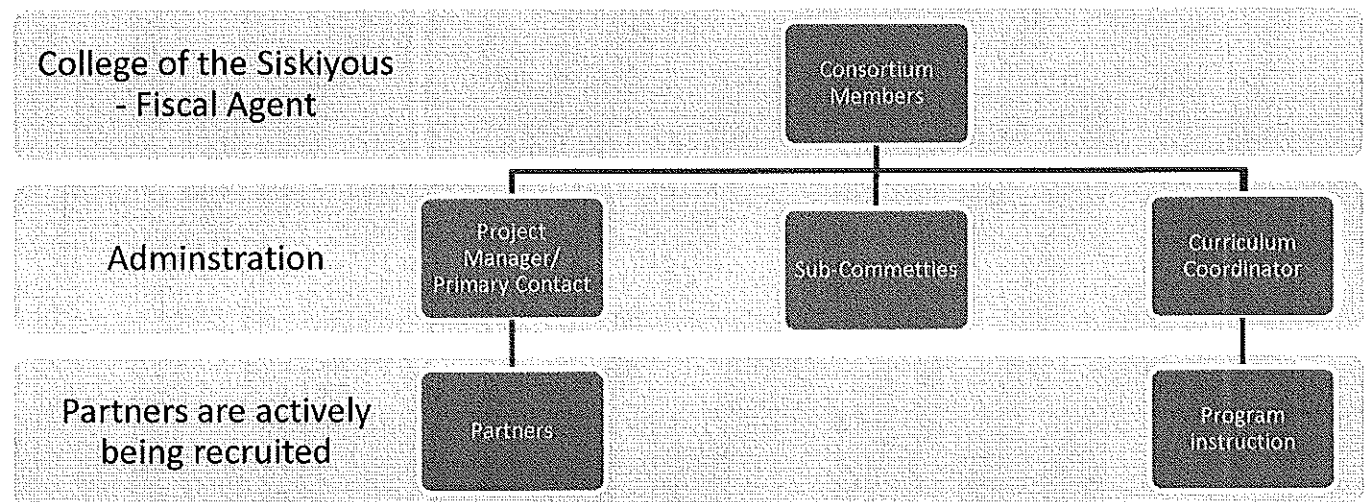 College of the Siskiyous
- Fiscal Agent
Consortium
Members
Adminstration
Project
Manager/
Primary Contact
Sub-Commetties
Curriculum
Coordinator
Partners are actively
being recruited
Partners
Program
instruction